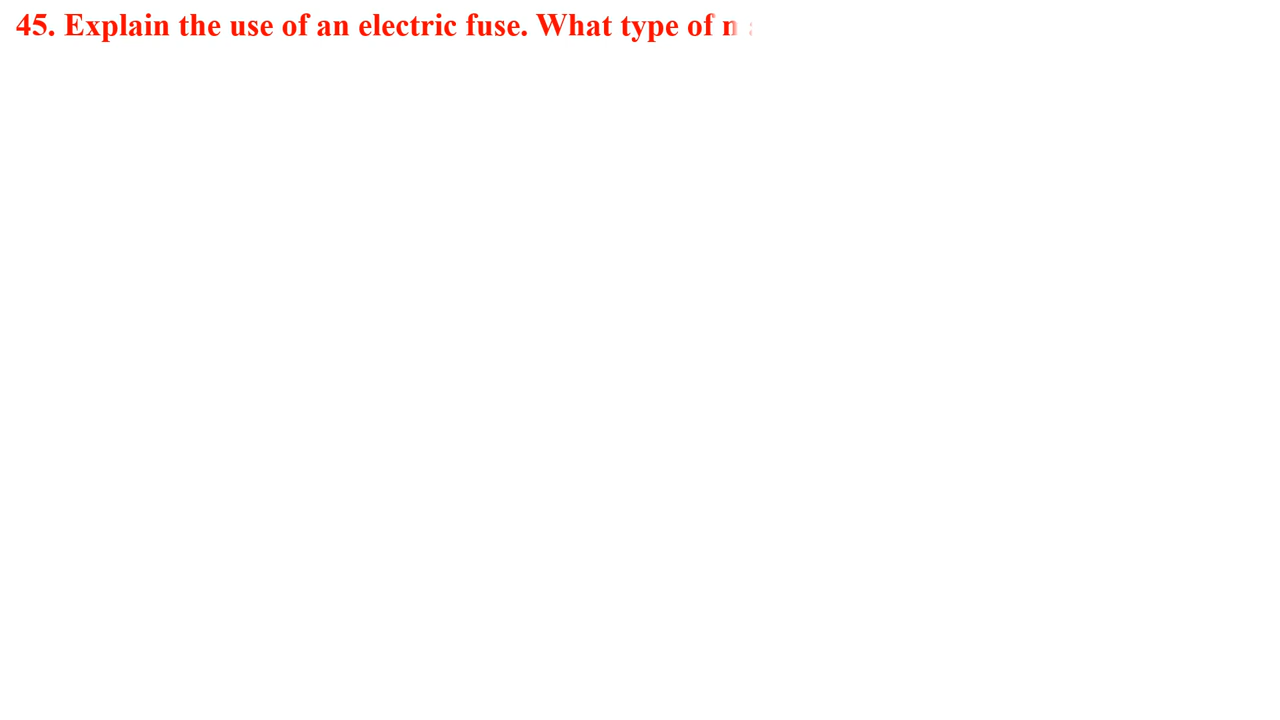 45. Explain the use of an electric fuse. What type of